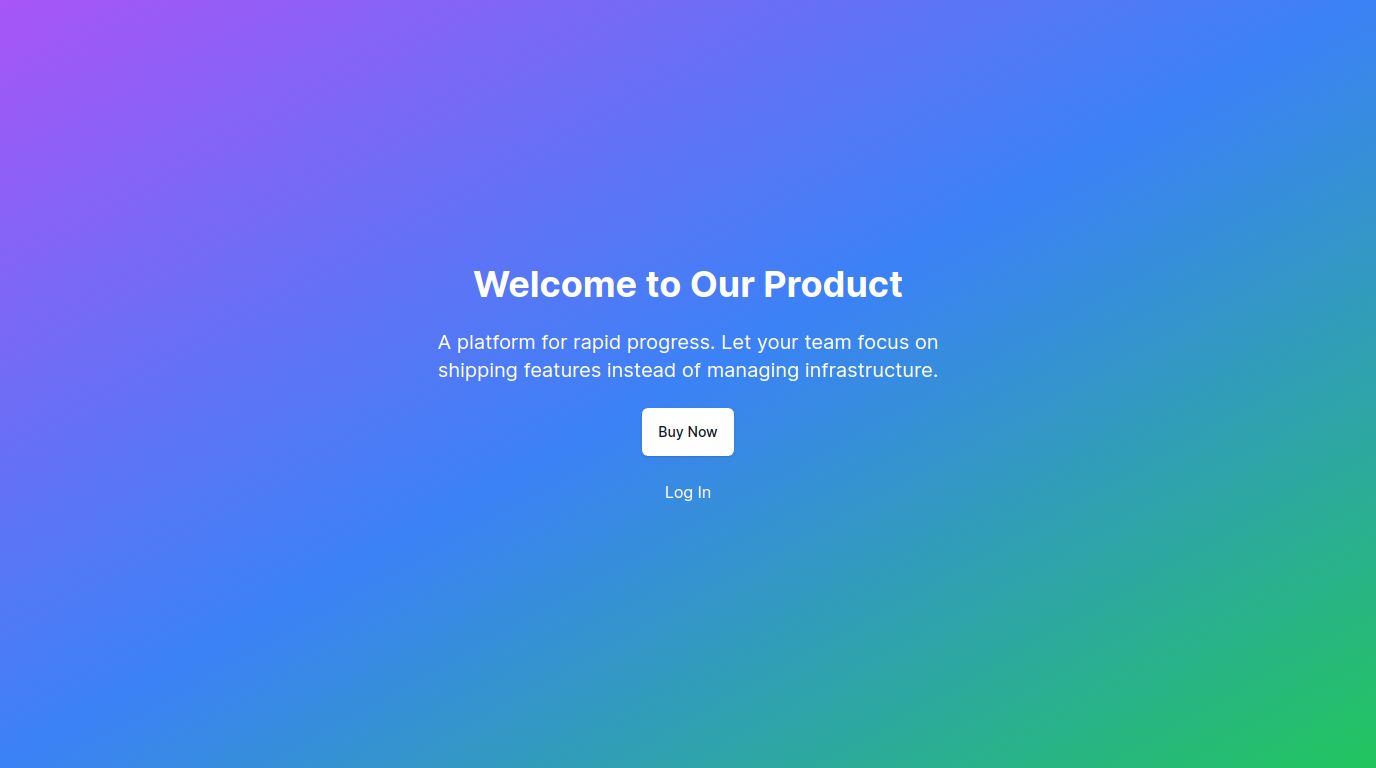 Welcome to Our Product
A platform for rapid progress. Let your team focus on
shipping features instead of managing infrastructure.
Buy Now
Log In